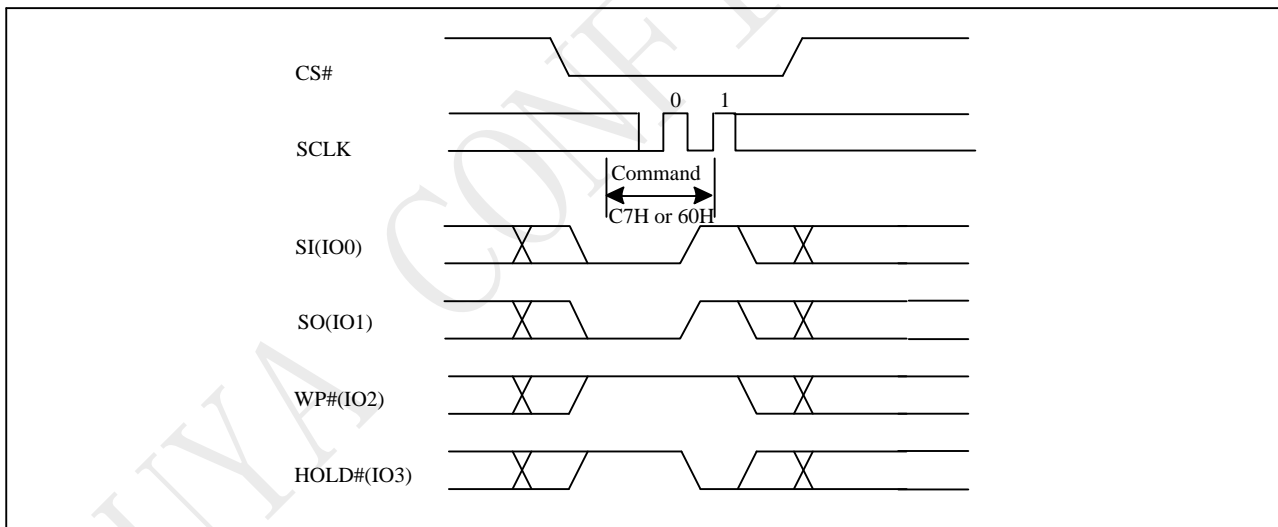 CS#
0 1
SCLK
Command
C7H or 60H
SI(IO0)
SO(IO1)
WP#(IO2)
HOLD#(IO3)